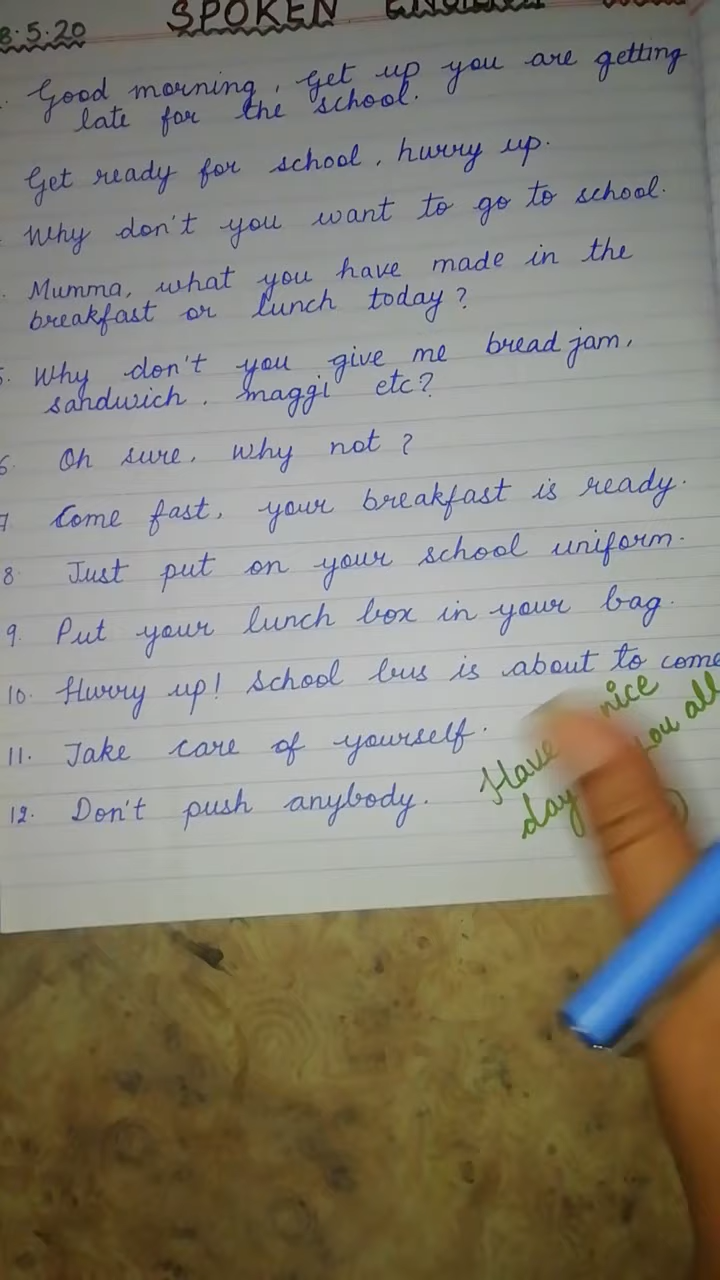 8.5.20
SPOKEN ENGLISH
Good morning, Get up you are getting
late for the school.
Get ready for school, hurry up.
Why don't you want to go to school.
Mumma, what you have made in the
breakfast or lunch today?
5. Why don't you give me bread jam,
sandwich, maggi etc?
6. Oh sure, Why not?
7 Come fast, your breakfast is ready.
8. Just put on your school uniform.
9. Put your lunch box in your bag.
10. Hurry up! School bus is about to come
11. Take care of yourself.
12. Don't push anybody.
Have nice
day you all